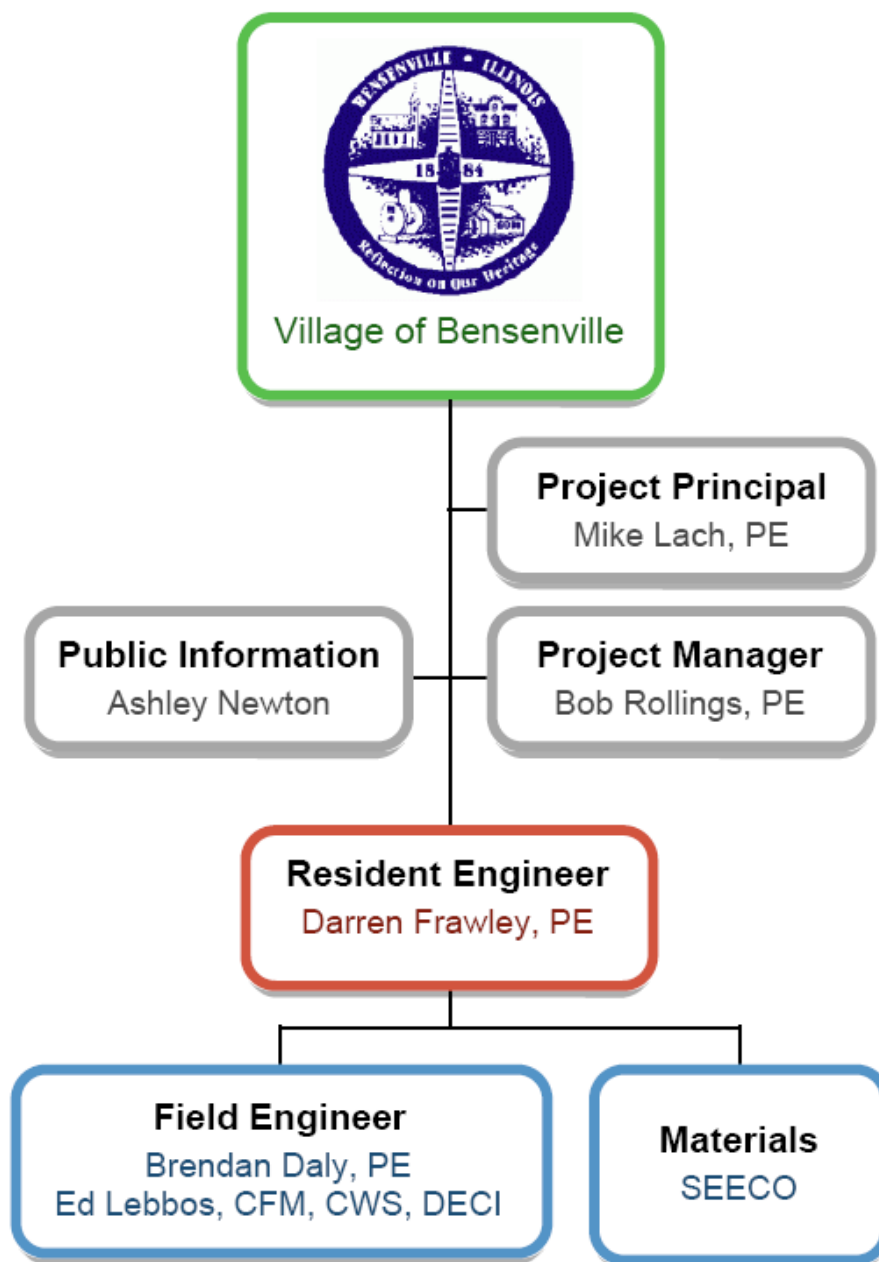 BENSENVILLE • ILLINOIS
18 84
Reflection on Our Heritage
Village of Bensenville
Project Principal
Mike Lach, PE
Public Information
Ashley Newton
Project Manager
Bob Rollings, PE
Resident Engineer
Darren Frawley, PE
Field Engineer
Brendan Daly, PE
Ed Lebbos, CFM, CWS, DECI
Materials
SEECO